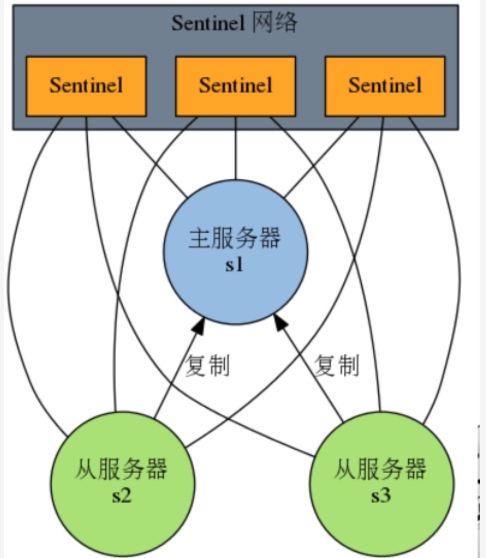 Sentinel 网络
Sentinel
Sentinel
Sentinel
主服务器
s1
复制
复制
从服务器
s2
从服务器
s3